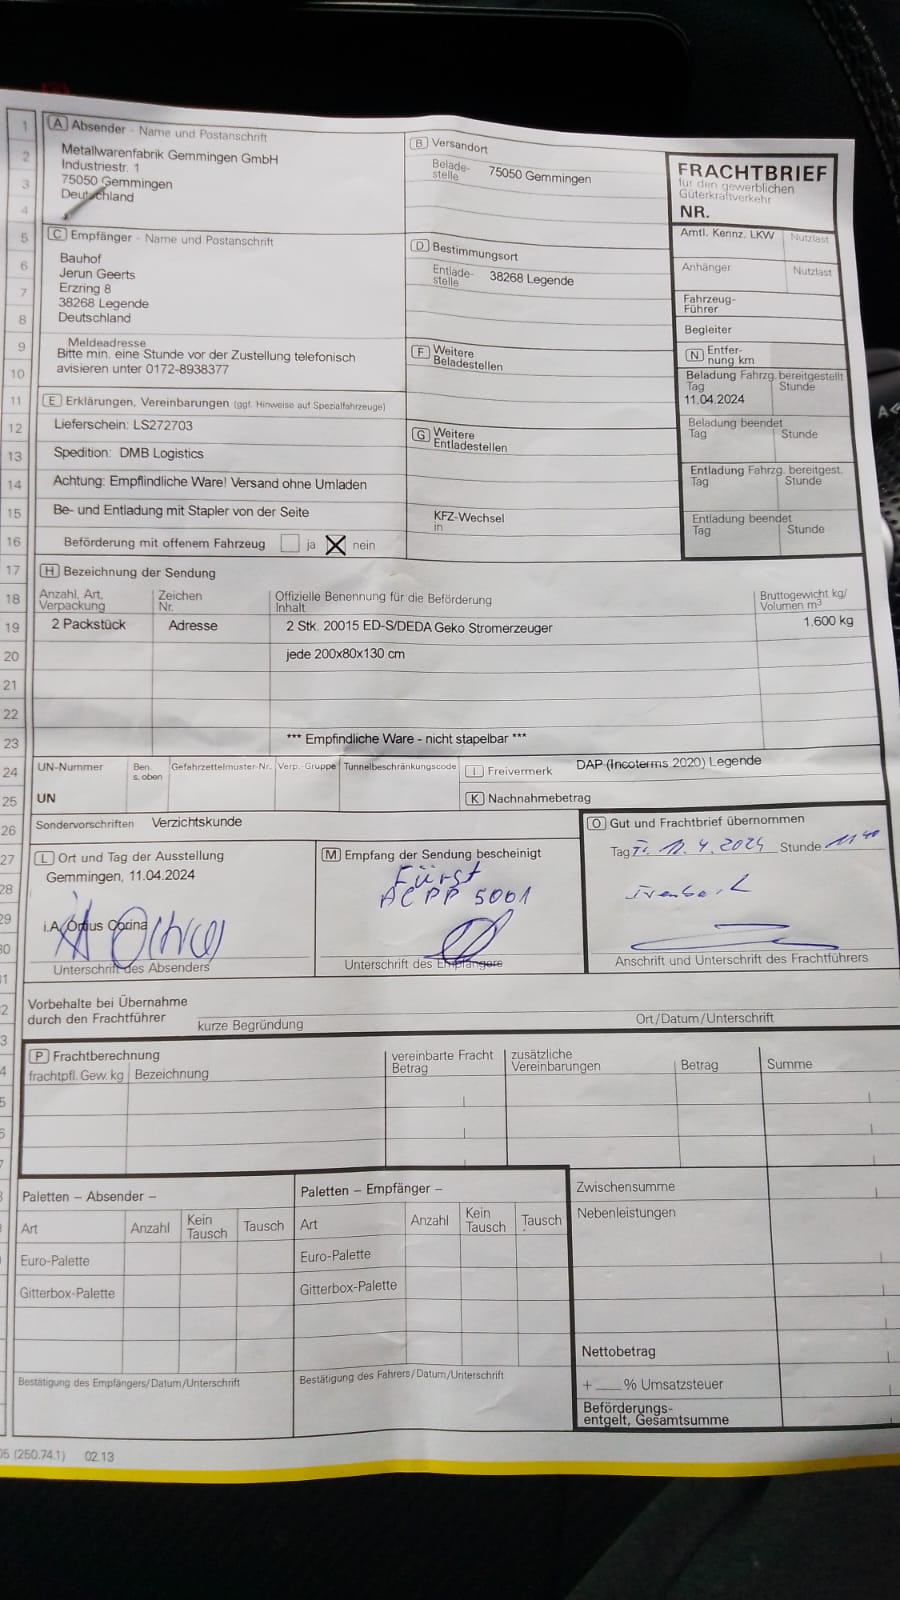 A Absender - Name und Postanschrift
Metallwarenfabrik Gemmingen GmbH
Industriestr. 1
75050 Gemmingen
Deutschland
B Versandort
Belade-
stelle 75050 Gemmingen
FRACHTBRIEF
für den gewerblichen
Güterkraftverkehr
NR.
C Empfänger - Name und Postanschrift
Bauhof
Jerun Geerts
Erzring 8
38268 Legende
Deutschland
D Bestimmungsort
Entlade-
stelle 38268 Legende
Amtl. Kennz. LKW Nutzlast
Anhänger Nutzlast
Fahrzeug-
Führer
Begleiter
Meldeadresse
Bitte min. eine Stunde vor der Zustellung telefonisch
avisieren unter 0172-8938377
F Weitere
Beladestellen
N Entfer-
nung km
Beladung Fahrzg. bereitgestellt
Tag Stunde
11.04.2024
E Erklärungen, Vereinbarungen (ggf. Hinweise auf Spezialfahrzeuge)
Lieferschein: LS272703
Spedition: DMB Logistics
Achtung: Empflindliche Ware! Versand ohne Umladen
Be- und Entladung mit Stapler von der Seite
Beförderung mit offenem Fahrzeug ja nein
G Weitere
Entladestellen
KFZ-Wechsel
in
Beladung beendet
Tag Stunde
Entladung Fahrzg. bereitgest.
Tag Stunde
Entladung beendet
Tag Stunde
H Bezeichnung der Sendung
Anzahl, Art, Verpackung
Zeichen Nr.
Offizielle Benennung für die Beförderung
Inhalt
Bruttogewicht kg/
Volumen m³
2 Packstück Adresse 2 Stk. 20015 ED-S/DEDA Geko Stromerzeuger 1.600 kg
jede 200x80x130 cm
*** Empfindliche Ware - nicht stapelbar ***
UN-Nummer Ben. s. oben Gefahrzettelmuster-Nr. Verp.-Gruppe Tunnelbeschränkungscode
UN
I Freivermerk DAP (Incoterms 2020) Legende
K Nachnahmebetrag
Sondervorschriften Verzichtskunde
L Ort und Tag der Ausstellung
Gemmingen, 11.04.2024
i.A. Ortius Corina
Unterschrift des Absenders
M Empfang der Sendung bescheinigt
Fürst
ACPP 5001
Unterschrift des Empfängers
O Gut und Frachtbrief übernommen
Tag Fr. 12.4.2024 Stunde 11 40
Anschrift und Unterschrift des Frachtführers
Vorbehalte bei Übernahme
durch den Frachtführer
kurze Begründung Ort/Datum/Unterschrift
P Frachtberechnung
frachtpfl. Gew. kg Bezeichnung
vereinbarte Fracht
Betrag
zusätzliche
Vereinbarungen
Betrag Summe
Paletten – Absender –
Art Anzahl Kein Tausch Tausch
Euro-Palette
Gitterbox-Palette
Bestätigung des Empfängers/Datum/Unterschrift
Paletten – Empfänger –
Art Anzahl Kein Tausch Tausch
Euro-Palette
Gitterbox-Palette
Bestätigung des Fahrers/Datum/Unterschrift
Zwischensumme
Nebenleistungen
Nettobetrag
+ % Umsatzsteuer
Beförderungs-
entgelt, Gesamtsumme
05 (250.74.1) 02.13